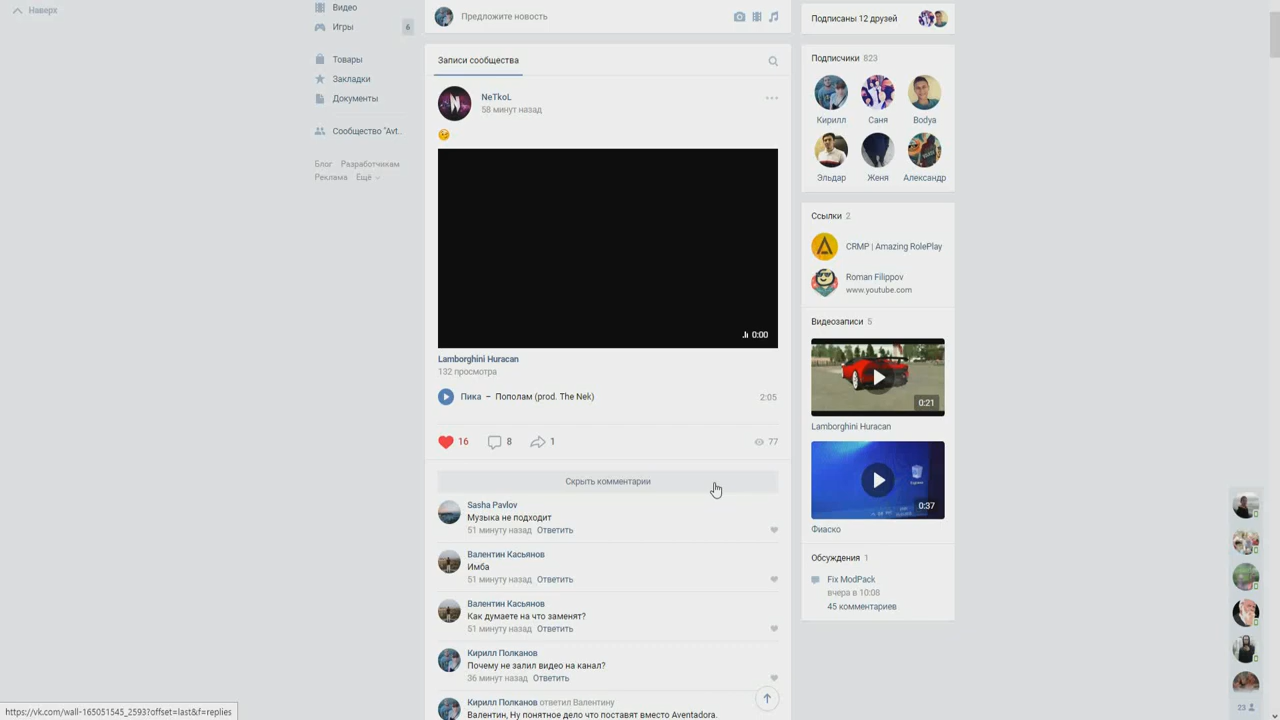 Наверх
Видео
Игры
6
Товары
Закладки
Документы
Сообщество "Avt..
Блог Разработчикам
Реклама Ещё
Предложите новость
Записи сообщества
NeTkoL
58 минут назад
0:00
Lamborghini Huracan
132 просмотра
Пика – Пополам (prod. The Nek)
2:05
16
8
1
77
Скрыть комментарии
Sasha Pavlov
Музыка не подходит
51 минуту назад Ответить
Валентин Касьянов
Имба
51 минуту назад Ответить
Валентин Касьянов
Как думаете на что заменят?
51 минуту назад Ответить
Кирилл Полканов
Почему не залил видео на канал?
36 минут назад Ответить
Кирилл Полканов ответил Валентину
Валентин, Ну понятное дело что поставят вместо Aventadora.
Подписаны 12 друзей
Подписчики 823
Кирилл Саня Bodya
Эльдар Женя Александр
Ссылки 2
CRMP | Amazing RolePlay
Roman Filippov
www.youtube.com
Видеозаписи 5
0:21
Lamborghini Huracan
0:37
Фиаско
Обсуждения 1
Fix ModPack
вчера в 10:08
45 комментариев
23
https://vk.com/wall-165051545_2593?offset=last&f=replies